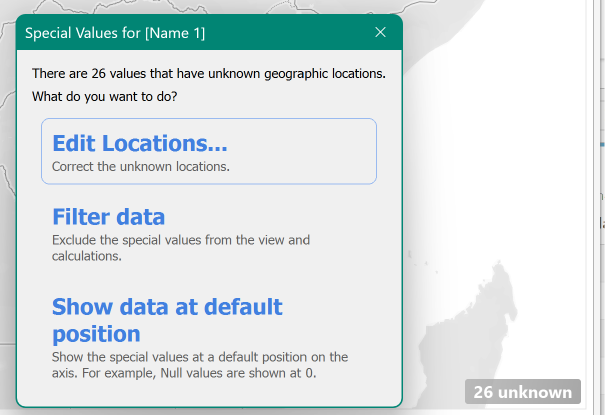 Special Values for [Name 1]
There are 26 values that have unknown geographic locations.
What do you want to do?
Edit Locations...
Correct the unknown locations.
Filter data
Exclude the special values from the view and
calculations.
Show data at default
position
Show the special values at a default position on the
axis. For example, Null values are shown at 0.
26 unknown